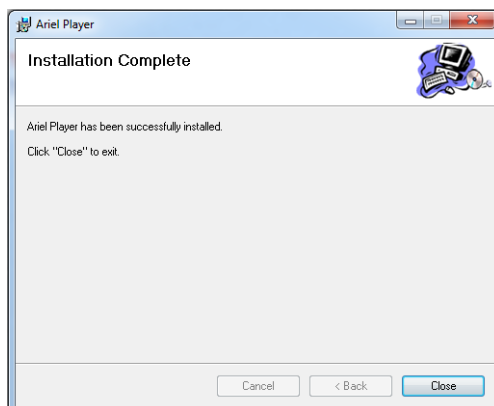 Ariel Player
Installation Complete
Ariel Player has been successfully installed.
Click "Close" to exit.
Cancel
< Back
Close